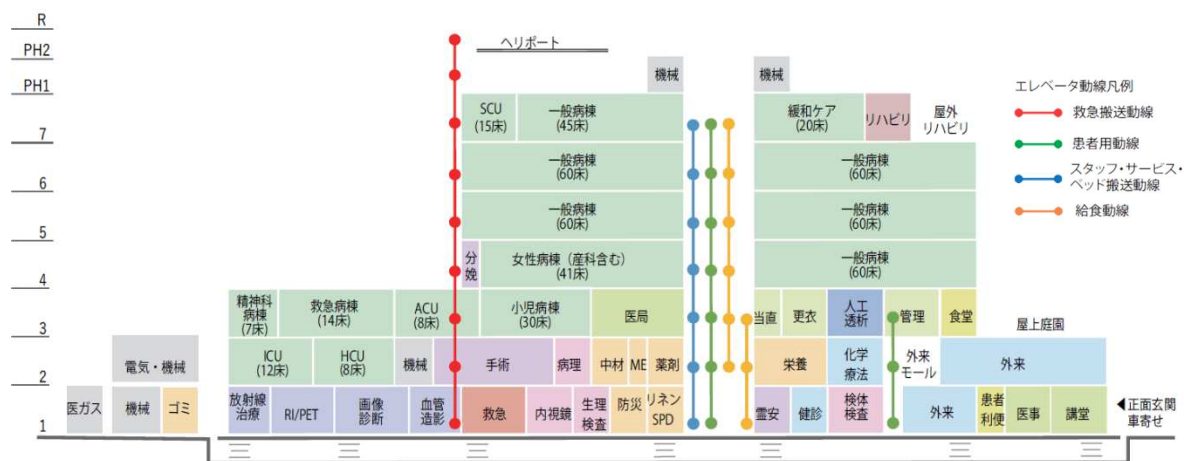 R
PH2
PH1
7
6
5
4
3
2
1
ヘリポート
機械
機械
エレベータ動線凡例
救急搬送動線
患者用動線
スタッフ・サービス・
ベッド搬送動線
給食動線
SCU
(15床)
一般病棟
(45床)
緩和ケア
(20床)
リハビリ
屋外
リハビリ
一般病棟
(60床)
一般病棟
(60床)
一般病棟
(60床)
一般病棟
(60床)
分
娩
女性病棟（産科含む）
(41床)
一般病棟
(60床)
精神科
病棟
(7床)
救急病棟
(14床)
ACU
(8床)
小児病棟
(30床)
医局
当直
更衣
人工
透析
管理
食堂
屋上庭園
電気・機械
ICU
(12床)
HCU
(8床)
機械
手術
病理
中材
ME
薬剤
栄養
化学
療法
外来
モール
外来
医ガス
機械
ゴミ
放射線
治療
RI/PET
画像
診断
血管
造影
救急
内視鏡
生理
検査
防災
リネン
SPD
霊安
健診
検体
検査
外来
患者
利便
医事
講堂
◀正面玄関
車寄せ